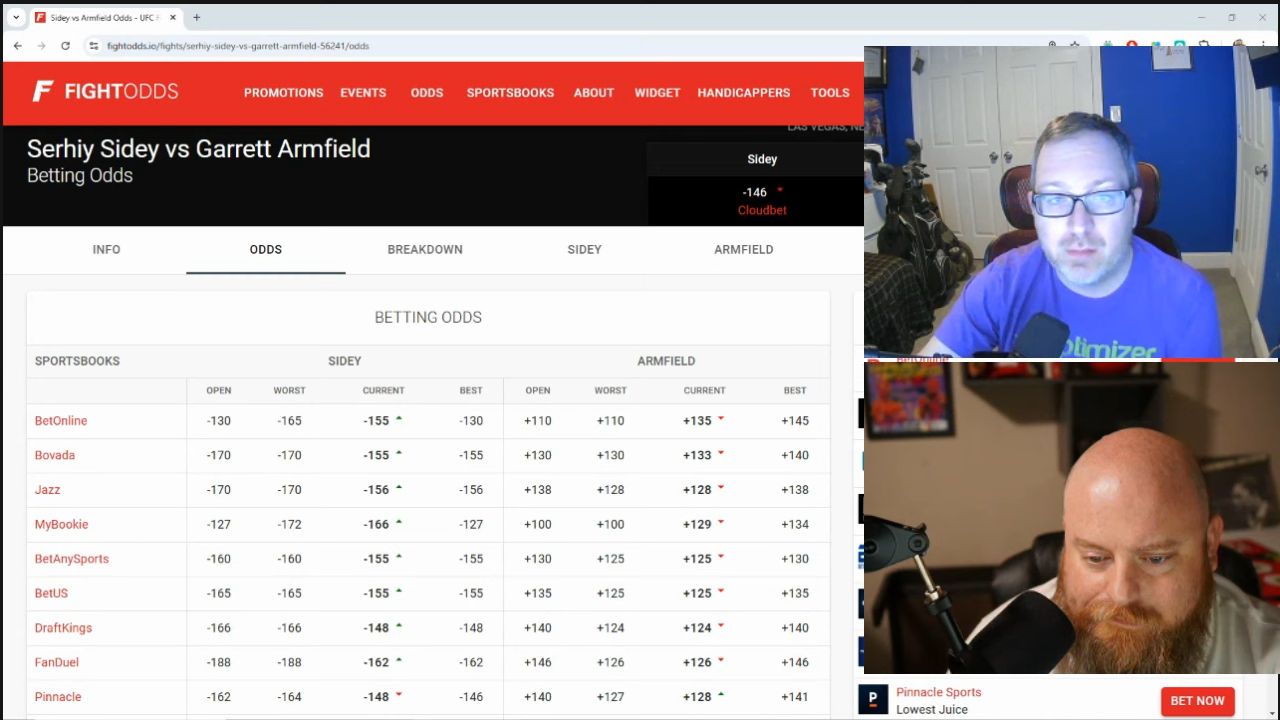 Sidey vs Armfield Odds - UFC F
fightodds.io/fights/serhiy-sidey-vs-garrett-armfield-56241/odds
FIGHTODDS PROMOTIONS EVENTS ODDS SPORTSBOOKS ABOUT WIDGET HANDICAPPERS TOOLS
LAS VEGAS, NE
Serhiy Sidey vs Garrett Armfield
Betting Odds
Sidey
-146
Cloudbet
INFO ODDS BREAKDOWN SIDEY ARMFIELD
BETTING ODDS
SPORTSBOOKS SIDEY ARMFIELD
OPEN WORST CURRENT BEST OPEN WORST CURRENT BEST
BetOnline -130 -165 -155 -130 +110 +110 +135 +145
Bovada -170 -170 -155 -155 +130 +130 +133 +140
Jazz -170 -170 -156 -156 +138 +128 +128 +138
MyBookie -127 -172 -166 -127 +100 +100 +129 +134
BetAnySports -160 -160 -155 -155 +130 +125 +125 +130
BetUS -165 -165 -155 -155 +135 +125 +125 +135
DraftKings -166 -166 -148 -148 +140 +124 +124 +140
FanDuel -188 -188 -162 -162 +146 +126 +126 +146
Pinnacle -162 -164 -148 -146 +140 +127 +128 +141
optimizer
BetOnline
Pinnacle Sports
Lowest Juice
BET NOW